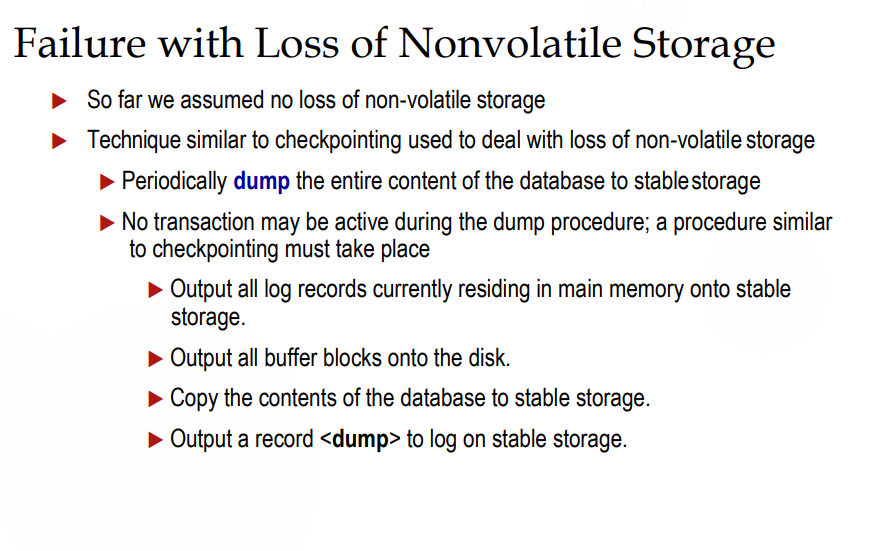 Failure with Loss of Nonvolatile Storage
So far we assumed no loss of non-volatile storage
Technique similar to checkpointing used to deal with loss of non-volatile storage
Periodically dump the entire content of the database to stable storage
No transaction may be active during the dump procedure; a procedure similar
to checkpointing must take place
Output all log records currently residing in main memory onto stable
storage.
Output all buffer blocks onto the disk.
Copy the contents of the database to stable storage.
Output a record <dump> to log on stable storage.